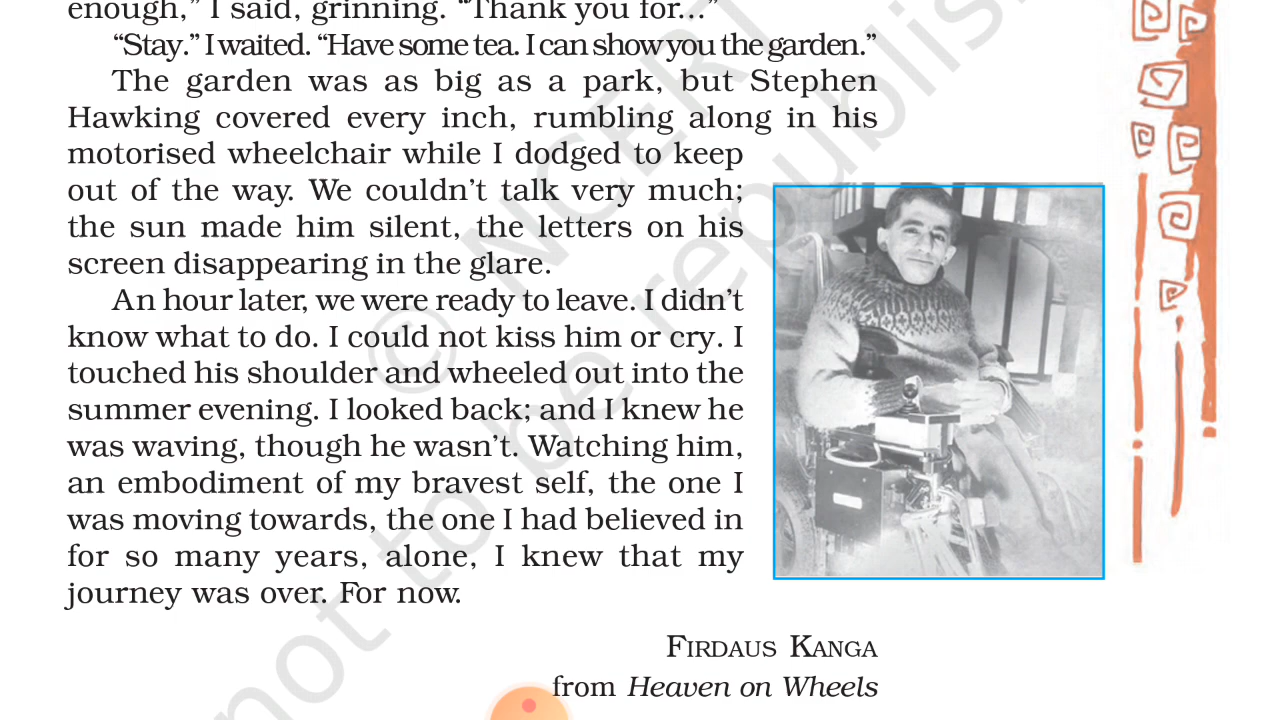 enough,” I said, grinning. “Thank you for...”
“Stay.” I waited. “Have some tea. I can show you the garden.”
The garden was as big as a park, but Stephen
Hawking covered every inch, rumbling along in his
motorised wheelchair while I dodged to keep
out of the way. We couldn’t talk very much;
the sun made him silent, the letters on his
screen disappearing in the glare.
An hour later, we were ready to leave. I didn’t
know what to do. I could not kiss him or cry. I
touched his shoulder and wheeled out into the
summer evening. I looked back; and I knew he
was waving, though he wasn’t. Watching him,
an embodiment of my bravest self, the one I
was moving towards, the one I had believed in
for so many years, alone, I knew that my
journey was over. For now.
FIRDAUS KANGA
from Heaven on Wheels
© NCERT
not to be republis